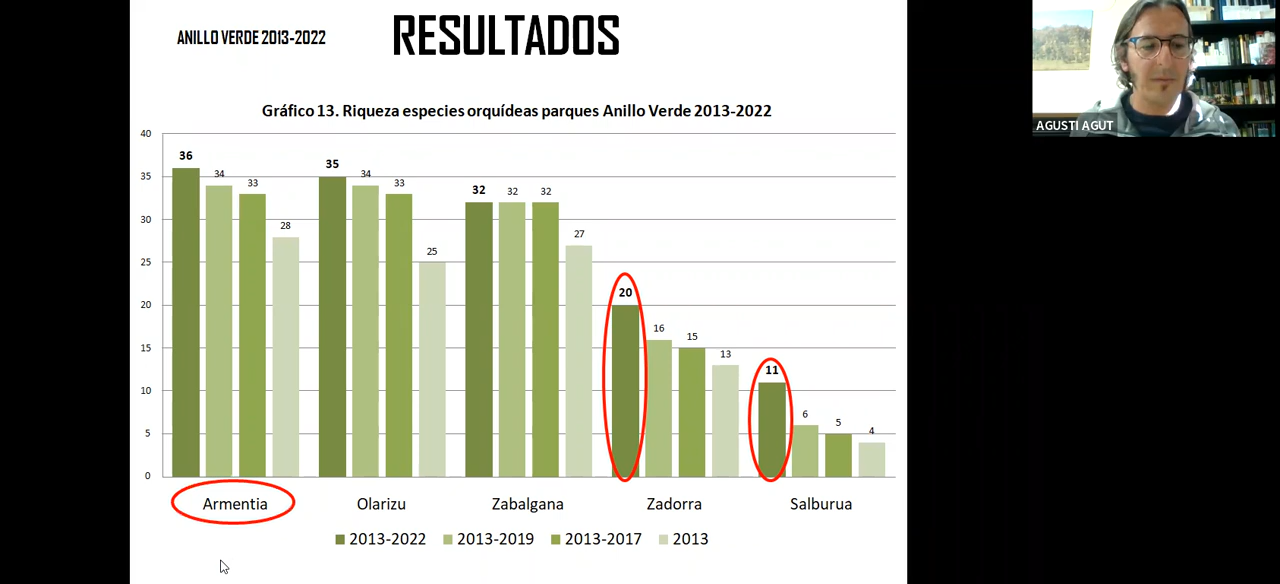 ANILLO VERDE 2013-2022
RESULTADOS
AGUSTI AGUT
Gráfico 13. Riqueza especies orquídeas parques Anillo Verde 2013-2022
40
35
30
25
20
15
10
5
0
36
34
33
28
35
34
33
25
32
32
32
27
20
16
15
13
11
6
5
4
Armentia
Olarizu
Zabalgana
Zadorra
Salburua
2013-2022 2013-2019 2013-2017 2013